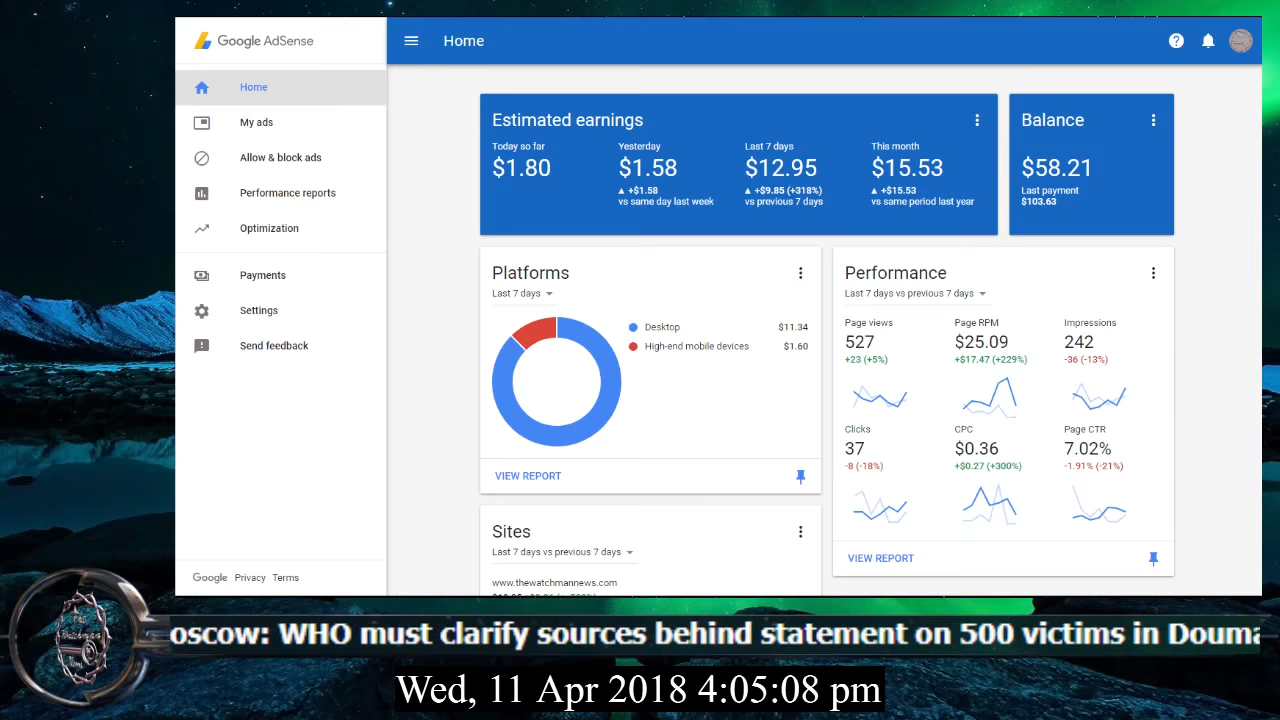 Google AdSense
Home
Home
My ads
Allow & block ads
Performance reports
Optimization
Payments
Settings
Send feedback
Google Privacy Terms
Estimated earnings
Today so far
$1.80
Yesterday
$1.58
+$1.58
vs same day last week
Last 7 days
$12.95
+$9.85 (+318%)
vs previous 7 days
This month
$15.53
+$15.53
vs same period last year
Balance
$58.21
Last payment
$103.63
Platforms
Last 7 days
Desktop $11.34
High-end mobile devices $1.60
VIEW REPORT
Performance
Last 7 days vs previous 7 days
Page views
527
+23 (+5%)
Page RPM
$25.09
+$17.47 (+229%)
Impressions
242
-36 (-13%)
Clicks
37
-8 (-18%)
CPC
$0.36
+$0.27 (+300%)
Page CTR
7.02%
-1.91% (-21%)
VIEW REPORT
Sites
Last 7 days vs previous 7 days
www.thewatchmannews.com
oscow: WHO must clarify sources behind statement on 500 victims in Douma
Wed, 11 Apr 2018 4:05:08 pm